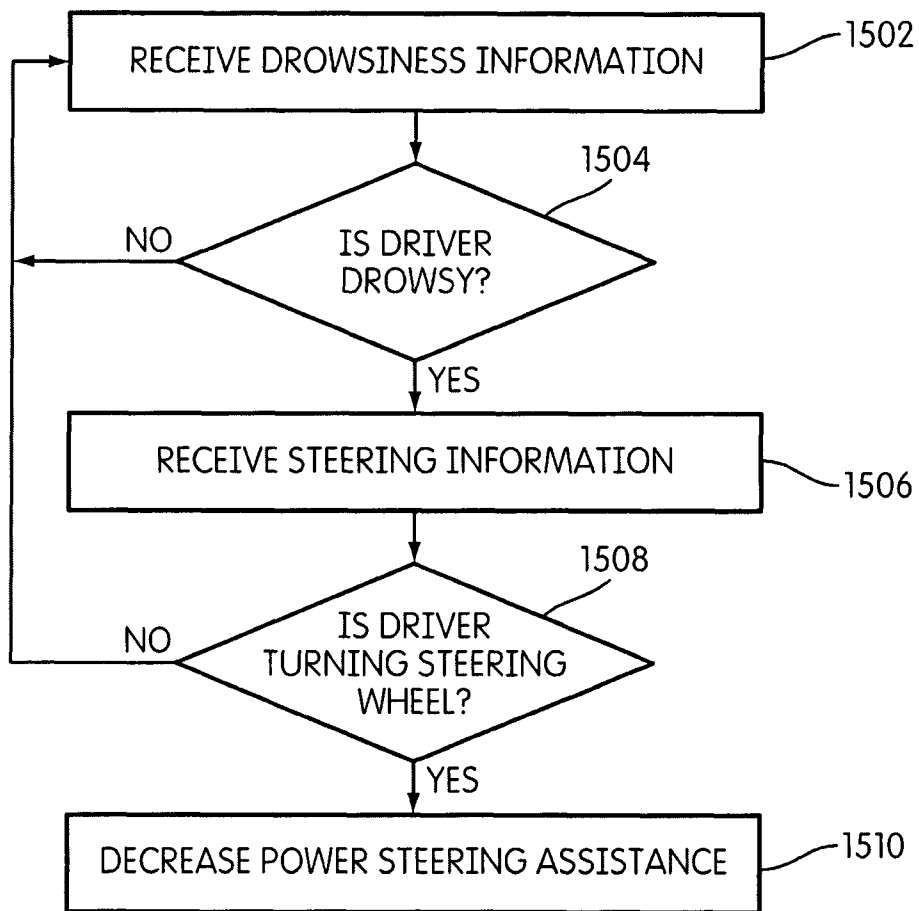 RECEIVE DROWSINESS INFORMATION
1502
1504
IS DRIVER
DROWSY?
NO
YES
RECEIVE STEERING INFORMATION
1506
1508
IS DRIVER
TURNING STEERING
WHEEL?
NO
YES
DECREASE POWER STEERING ASSISTANCE
1510